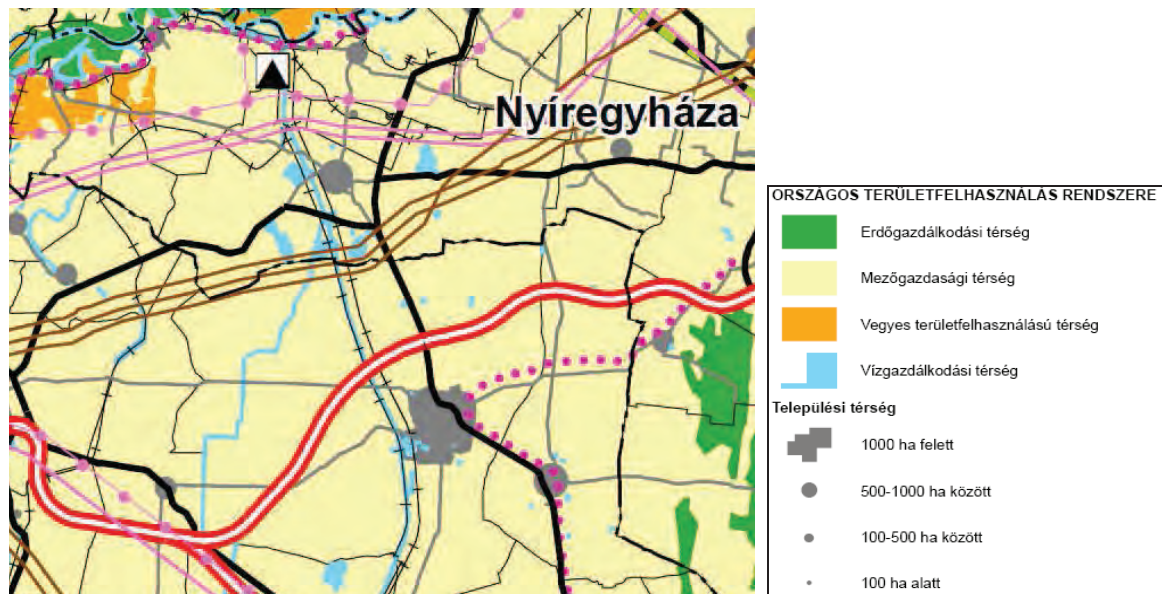 Nyíregyháza
ORSZÁGOS TERÜLETFELHASZNÁLÁS RENDSZERE
Erdőgazdálkodási térség
Mezőgazdasági térség
Vegyes területfelhasználású térség
Vízgazdálkodási térség
Települési térség
1000 ha felett
500-1000 ha között
100-500 ha között
100 ha alatt